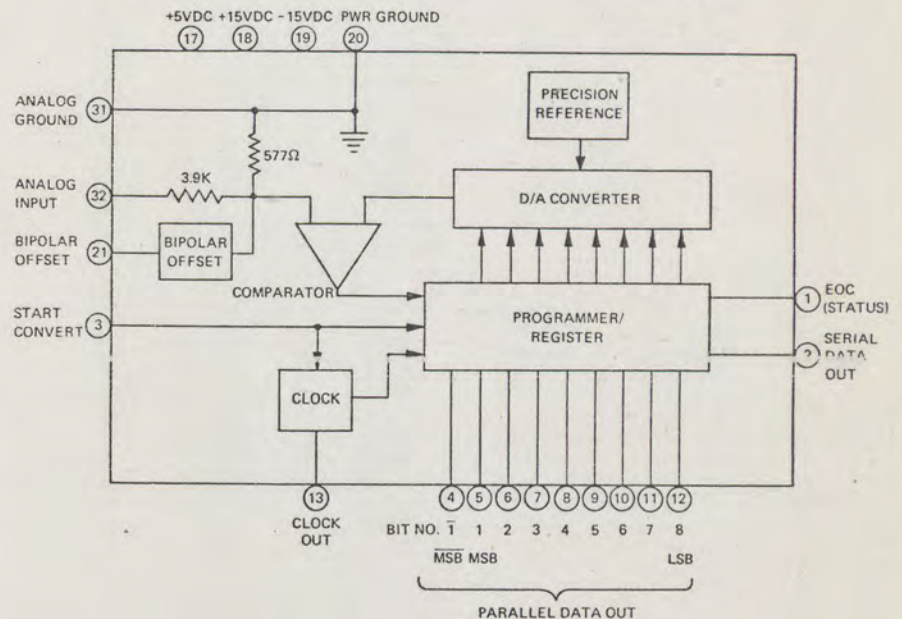 +5VDC +15VDC -15VDC PWR GROUND
17 18 19 20
ANALOG
GROUND
31
577Ω
PRECISION
REFERENCE
ANALOG
INPUT
32
3.9K
D/A CONVERTER
BIPOLAR
OFFSET
21
BIPOLAR
OFFSET
COMPARATOR
START
CONVERT
3
PROGRAMMER/
REGISTER
1
EOC
(STATUS)
2
SERIAL
DATA
OUT
CLOCK
13
CLOCK
OUT
4 5 6 7 8 9 10 11 12
BIT NO. 1̅ 1 2 3 4 5 6 7 8
M̅S̅B̅ MSB LSB
PARALLEL DATA OUT